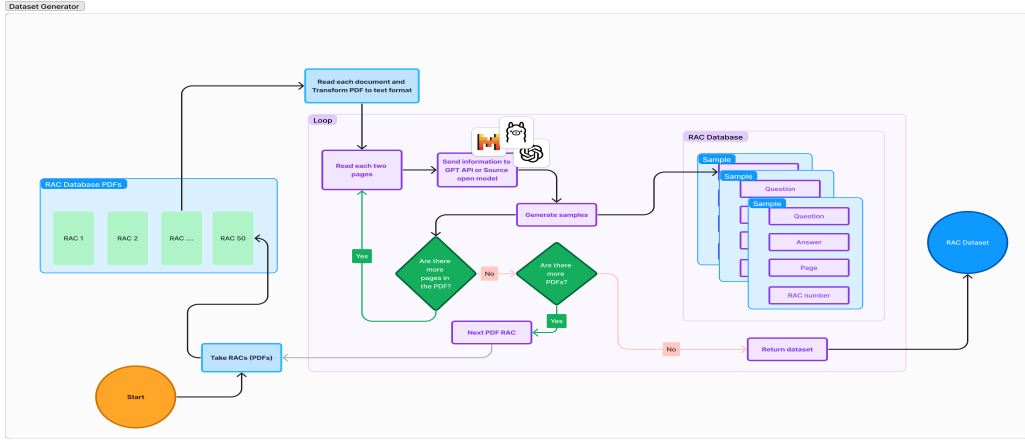 Dataset Generator
Read each document and
Transform PDF to text format
Loop
RAC Database
Read each two
pages
Send information to
GPT API or Source
open model
Sample
Sample
Question
Sample
Question
Answer
Page
RAC number
Generate samples
RAC Database PDFs
RAC 1
RAC 2
RAC ....
RAC 50
Yes
Are there
more
pages in
the PDF?
No
Are there
more
PDFs?
Yes
RAC Dataset
Next PDF RAC
No
Return dataset
Take RACs (PDFs)
Start